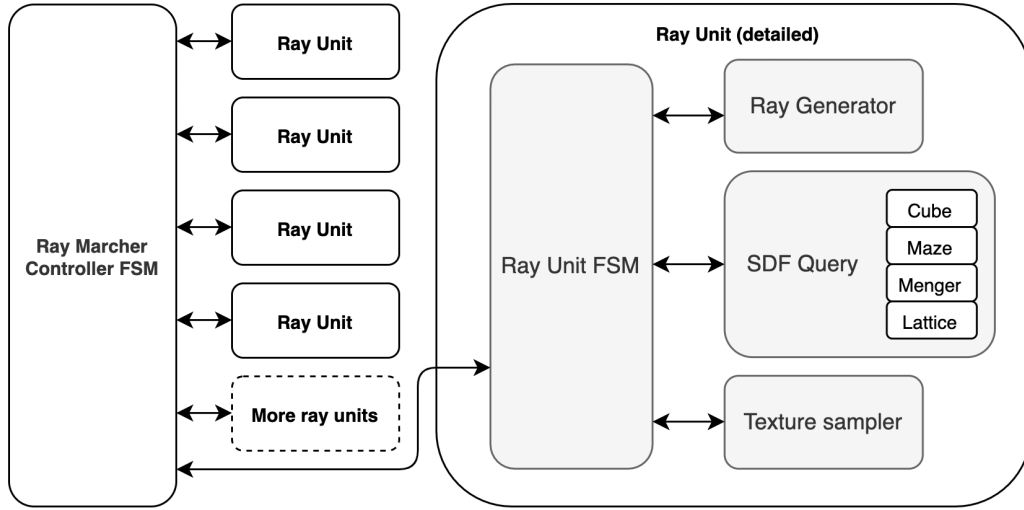 Ray Marcher
Controller FSM
Ray Unit
Ray Unit
Ray Unit
Ray Unit
More ray units
Ray Unit (detailed)
Ray Unit FSM
Ray Generator
SDF Query
Cube
Maze
Menger
Lattice
Texture sampler